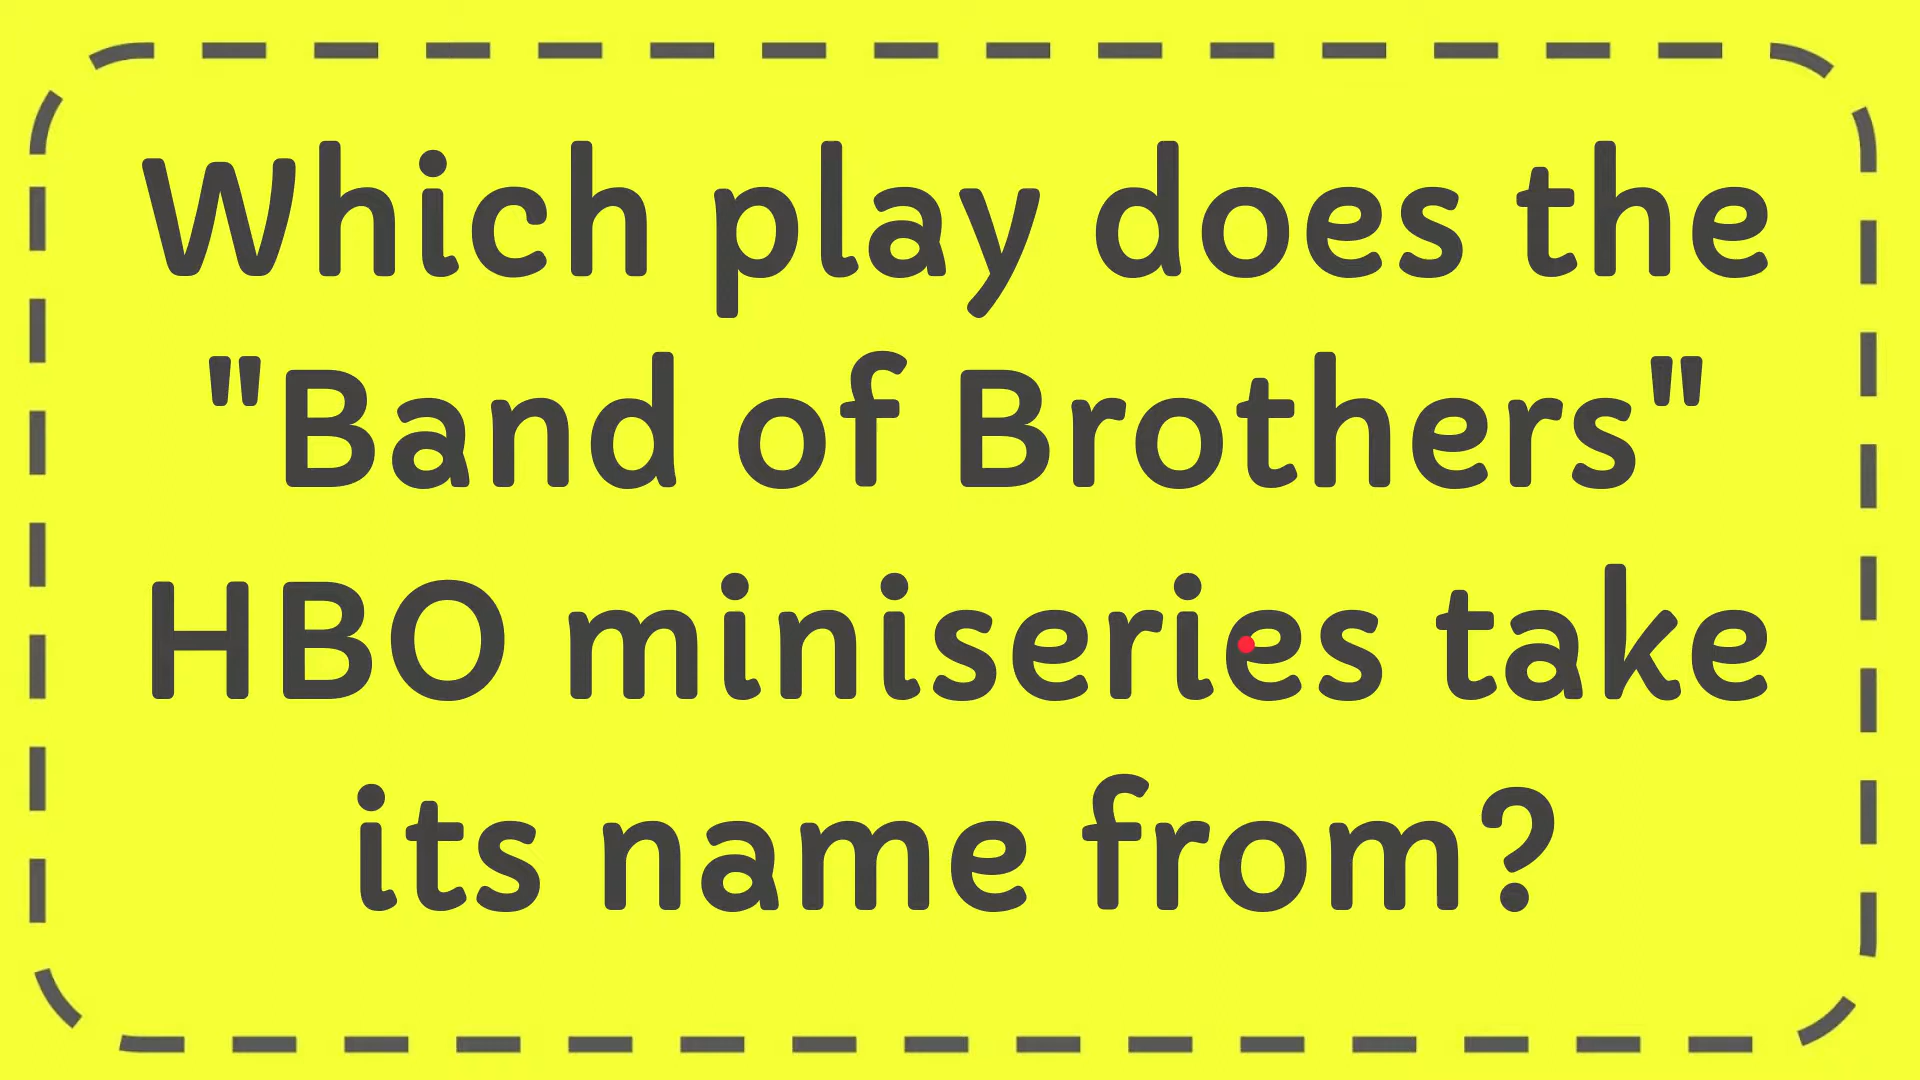 Which play does the
"Band of Brothers"
HBO miniseries take
its name from?